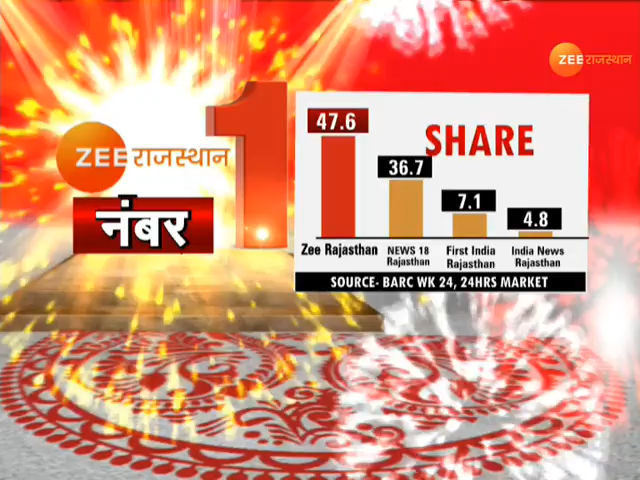 ZEE राजस्थान
ZEE राजस्थान
1
नंबर
SHARE
47.6
36.7
7.1
4.8
Zee Rajasthan
NEWS 18
Rajasthan
First India
Rajasthan
India News
Rajasthan
SOURCE- BARC WK 24, 24HRS MARKET